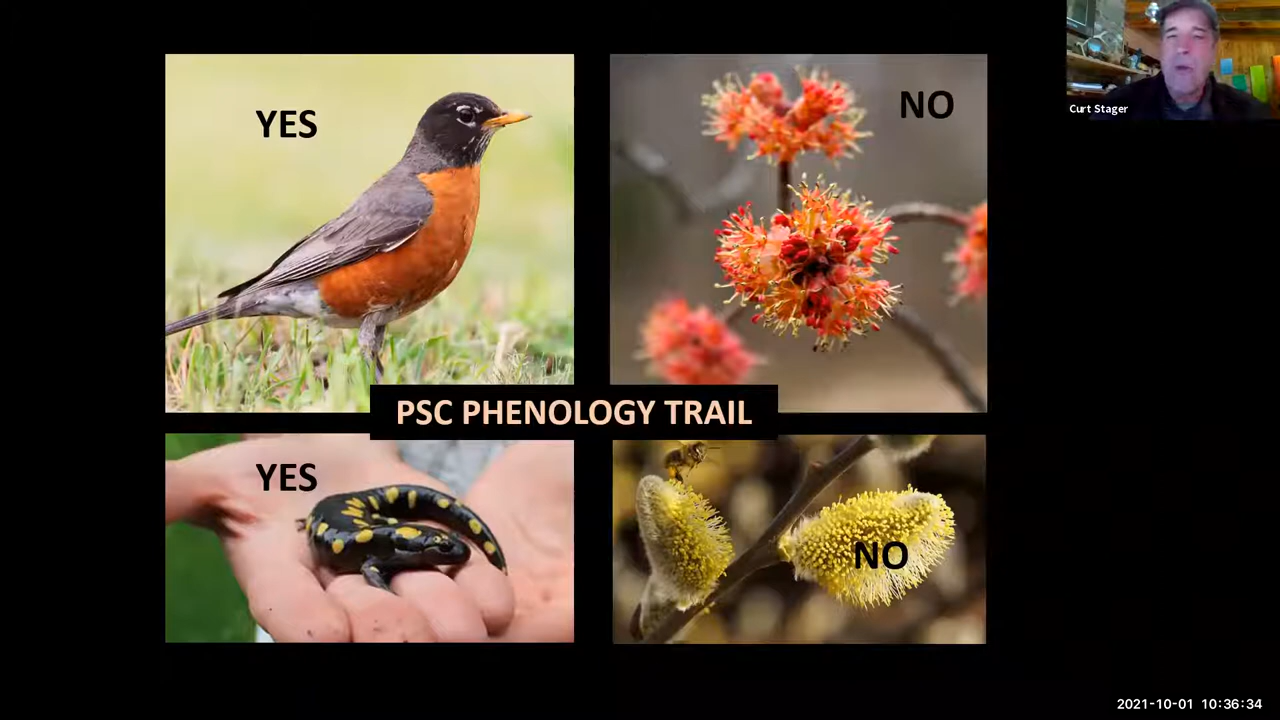 YES
NO
Curt Stager
PSC PHENOLOGY TRAIL
YES
NO
2021-10-01 10:36:34